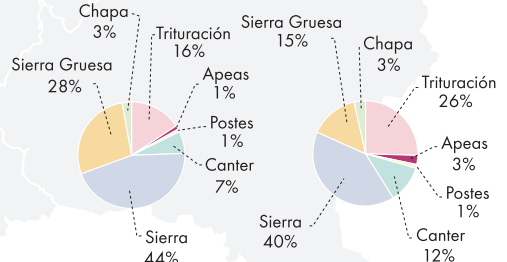 Chapa
3%
Trituración
16%
Sierra Gruesa
28%
Apeas
1%
Postes
1%
Canter
7%
Sierra
44%
Sierra Gruesa
15%
Chapa
3%
Trituración
26%
Apeas
3%
Postes
1%
Sierra
40%
Canter
12%